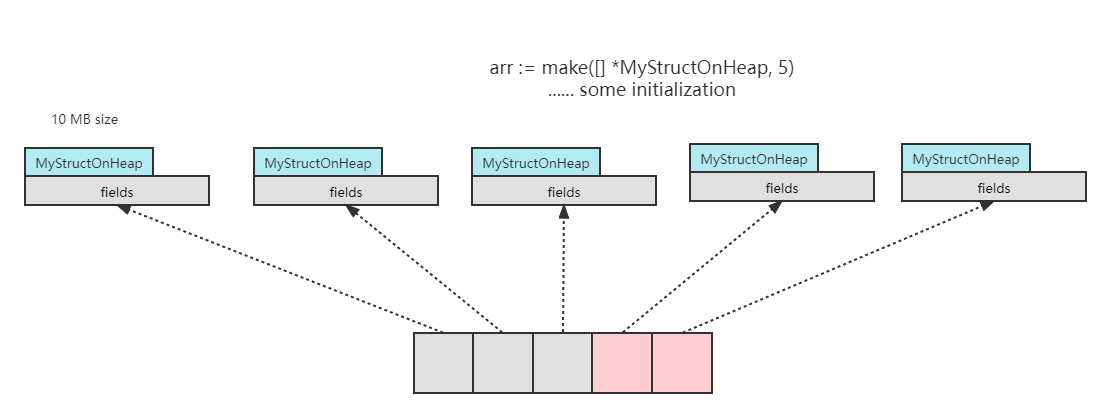 arr := make([] *MyStructOnHeap, 5)
...... some initialization
10 MB size
MyStructOnHeap
fields
MyStructOnHeap
fields
MyStructOnHeap
fields
MyStructOnHeap
fields
MyStructOnHeap
fields